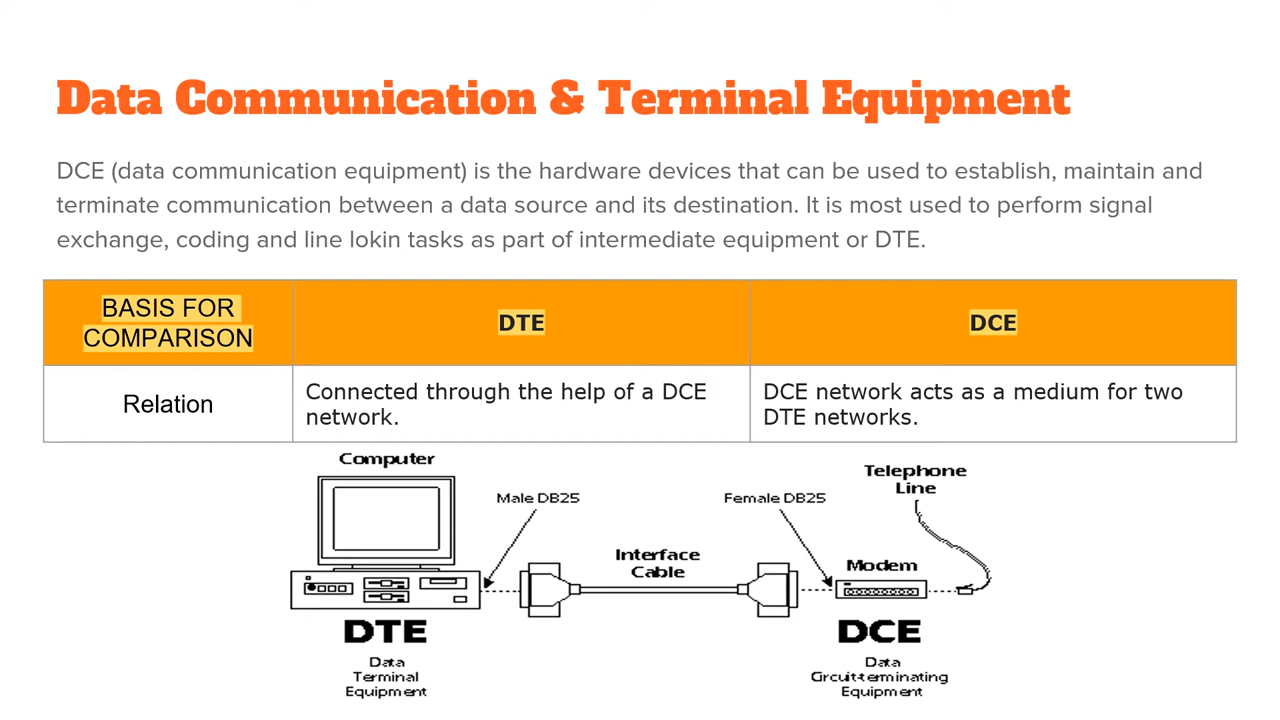 Data Communication & Terminal Equipment
DCE (data communication equipment) is the hardware devices that can be used to establish, maintain and
terminate communication between a data source and its destination. It is most used to perform signal
exchange, coding and line lokin tasks as part of intermediate equipment or DTE.
BASIS FOR
COMPARISON
DTE
DCE
Relation
Connected through the help of a DCE
network.
DCE network acts as a medium for two
DTE networks.
Computer
Male DB25
Female DB25
Telephone
Line
Interface
Cable
Modem
DTE
DCE
Data
Terminal
Equipment
Data
Circuit-terminating
Equipment